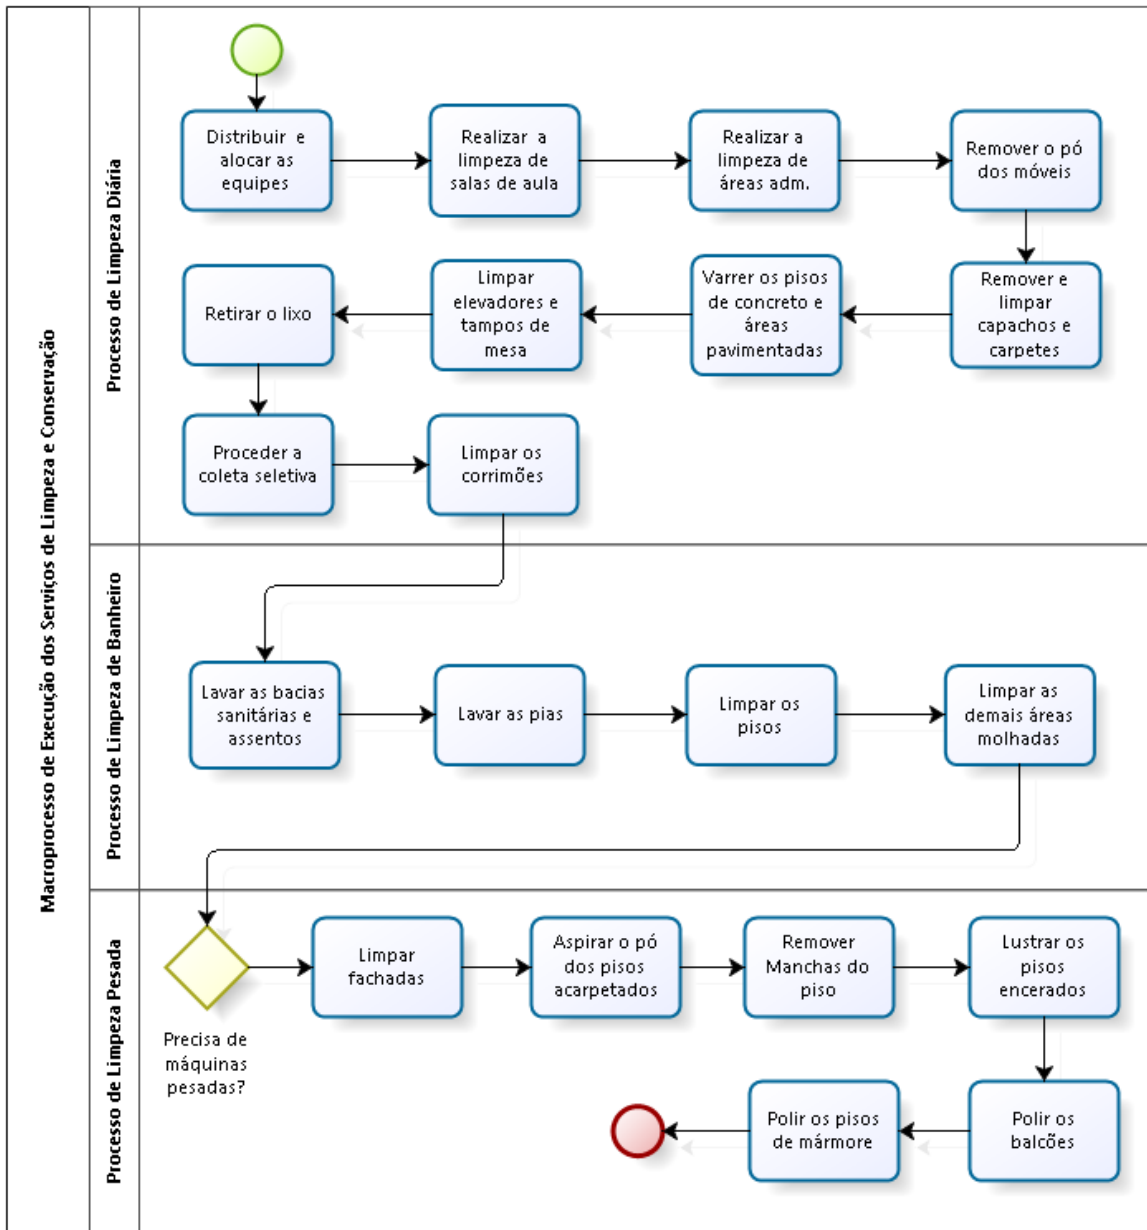 Macroprocesso de Execução dos Serviços de Limpeza e Conservação
Processo de Limpeza Diária
Distribuir e
alocar as
equipes
Realizar a
limpeza de
salas de aula
Realizar a
limpeza de
áreas adm.
Remover o pó
dos móveis
Remover e
limpar
capachos e
carpetes
Varrer os pisos
de concreto e
áreas
pavimentadas
Limpar
elevadores e
tampos de
mesa
Retirar o lixo
Proceder a
coleta seletiva
Limpar os
corrimões
Processo de Limpeza de Banheiro
Lavar as bacias
sanitárias e
assentos
Lavar as pias
Limpar os
pisos
Limpar as
demais áreas
molhadas
Processo de Limpeza Pesada
Precisa de
máquinas
pesadas?
Limpar
fachadas
Aspirar o pó
dos pisos
acarpetados
Remover
Manchas do
piso
Lustrar os
pisos
encerados
Polir os
balcões
Polir os pisos
de mármore